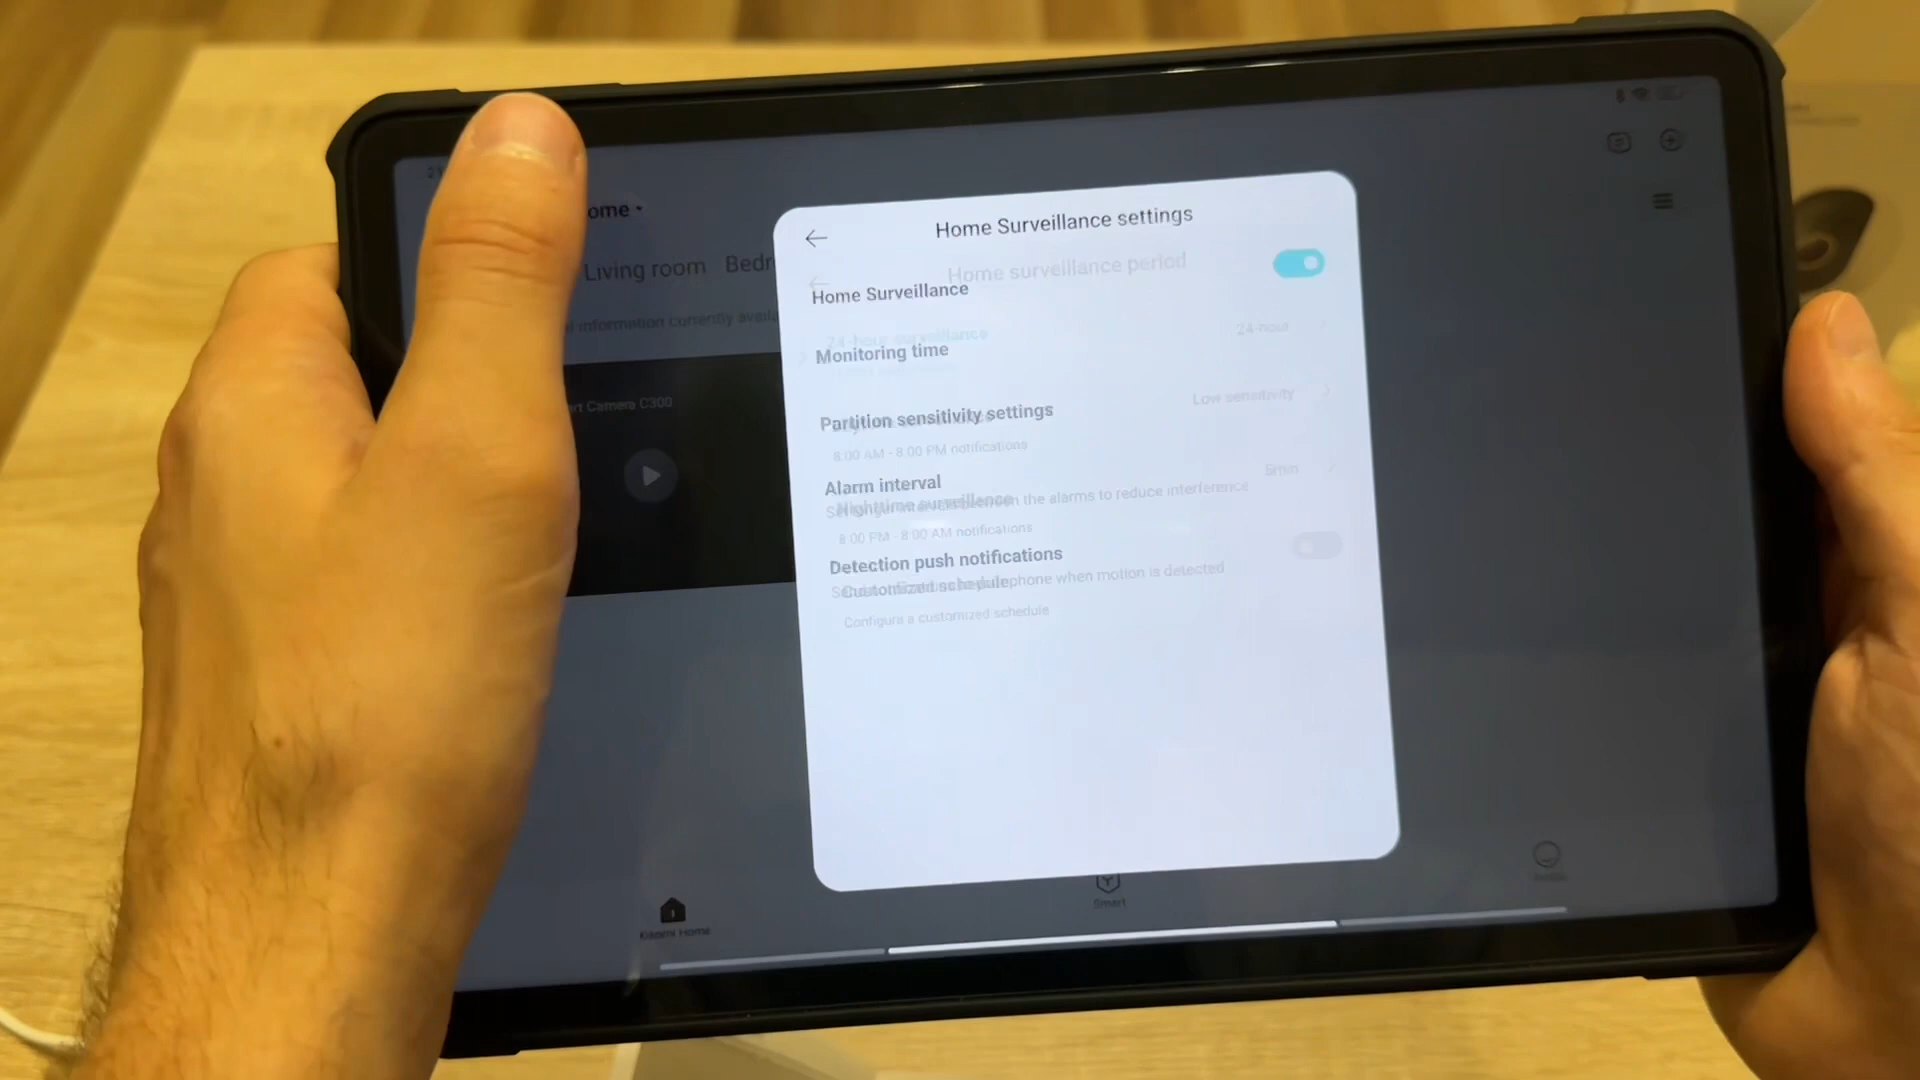 ome
Living room Bedr
information currently availa
Camera C300
Home Surveillance settings
Home surveillance period
Home Surveillance
24-hour surveillance
Monitoring time
24-hour
Partition sensitivity settings
Low sensitivity
8:00 AM - 8:00 PM notifications
Alarm interval
5min
Nighttime surveillance
the alarms to reduce interference
8:00 PM - 8:00 AM notifications
Detection push notifications
Customized schedule
phone when motion is detected
Configure a customized schedule
Xiaomi Home
Smart